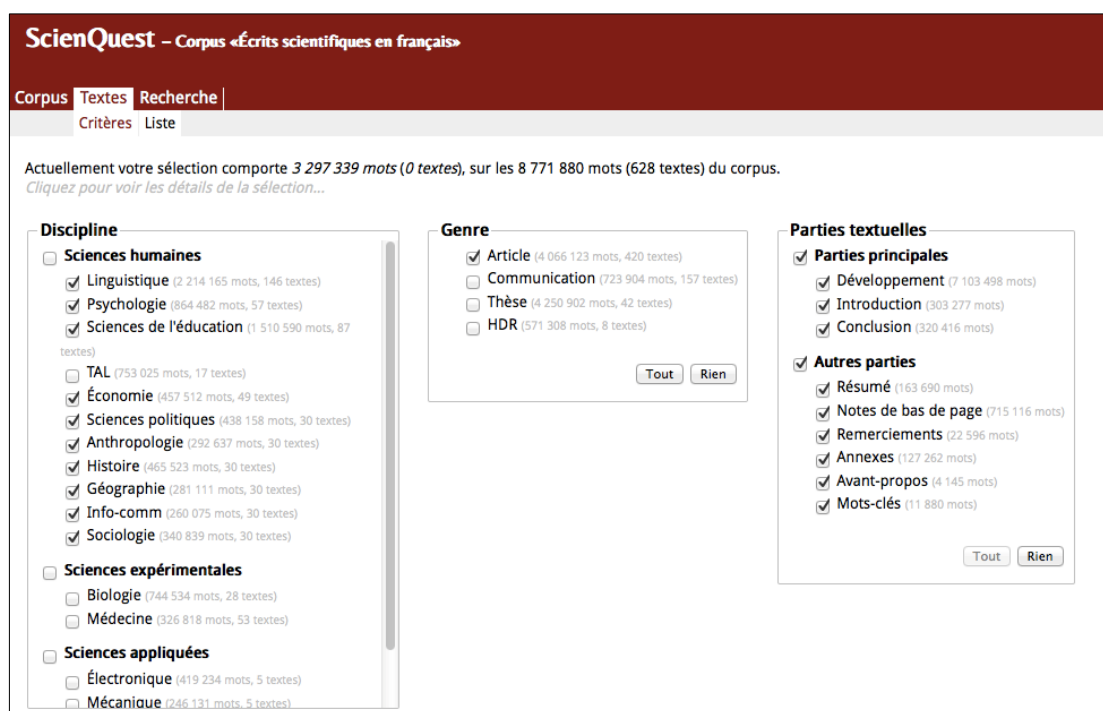 ScienQuest – Corpus «Écrits scientifiques en français»
Corpus Textes Recherche
Critères Liste
Actuellement votre sélection comporte 3 297 339 mots (0 textes), sur les 8 771 880 mots (628 textes) du corpus.
Cliquez pour voir les détails de la sélection...
Discipline
Sciences humaines
Linguistique (2 214 165 mots, 146 textes)
Psychologie (864 482 mots, 57 textes)
Sciences de l'éducation (1 510 590 mots, 87
textes)
TAL (753 025 mots, 17 textes)
Économie (457 512 mots, 49 textes)
Sciences politiques (438 158 mots, 30 textes)
Anthropologie (292 637 mots, 30 textes)
Histoire (465 523 mots, 30 textes)
Géographie (281 111 mots, 30 textes)
Info-comm (260 075 mots, 30 textes)
Sociologie (340 839 mots, 30 textes)
Sciences expérimentales
Biologie (744 534 mots, 28 textes)
Médecine (326 818 mots, 53 textes)
Sciences appliquées
Électronique (419 234 mots, 5 textes)
Mécanique (246 131 mots, 5 textes)
Genre
Article (4 066 123 mots, 420 textes)
Communication (723 904 mots, 157 textes)
Thèse (4 250 902 mots, 42 textes)
HDR (571 308 mots, 8 textes)
Tout Rien
Parties textuelles
Parties principales
Développement (7 103 498 mots)
Introduction (303 277 mots)
Conclusion (320 416 mots)
Autres parties
Résumé (163 690 mots)
Notes de bas de page (715 116 mots)
Remerciements (22 596 mots)
Annexes (127 262 mots)
Avant-propos (4 145 mots)
Mots-clés (11 880 mots)
Tout Rien